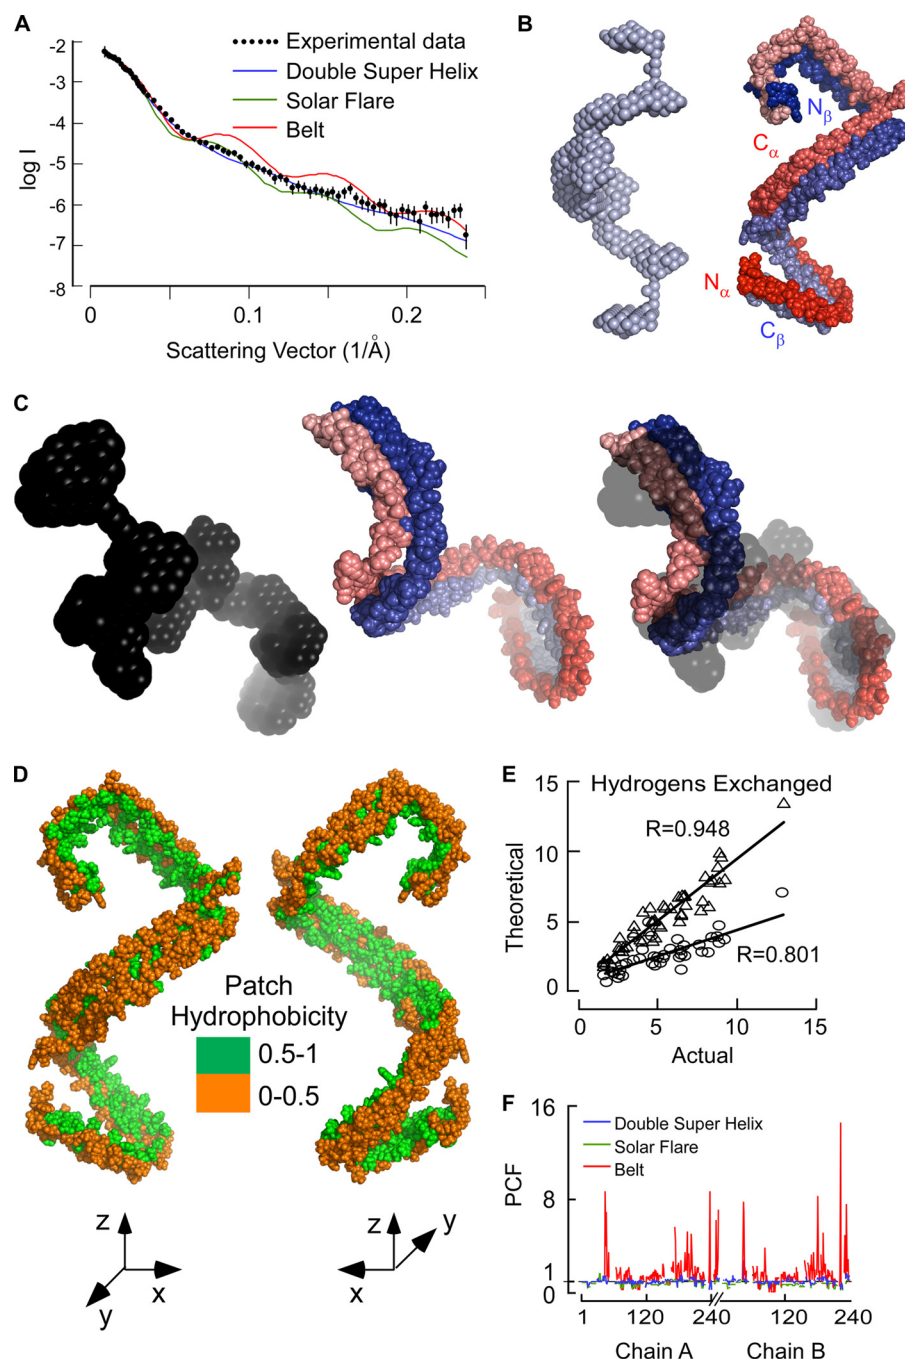 A
-2
-3
-4
-5
-6
-7
-8
log I
Experimental data
Double Super Helix
Solar Flare
Belt
0
0.1
0.2
Scattering Vector (1/Å)
B
Nβ
Cα
Nα
Cβ
C
D
Patch
Hydrophobicity
0.5-1
0-0.5
z
x
y
z
y
x
E
Hydrogens Exchanged
15
10
5
0
Theoretical
R=0.948
R=0.801
0
5
10
15
Actual
F
16
8
1
0
PCF
Double Super Helix
Solar Flare
Belt
1
120
240
120
240
Chain A
Chain B